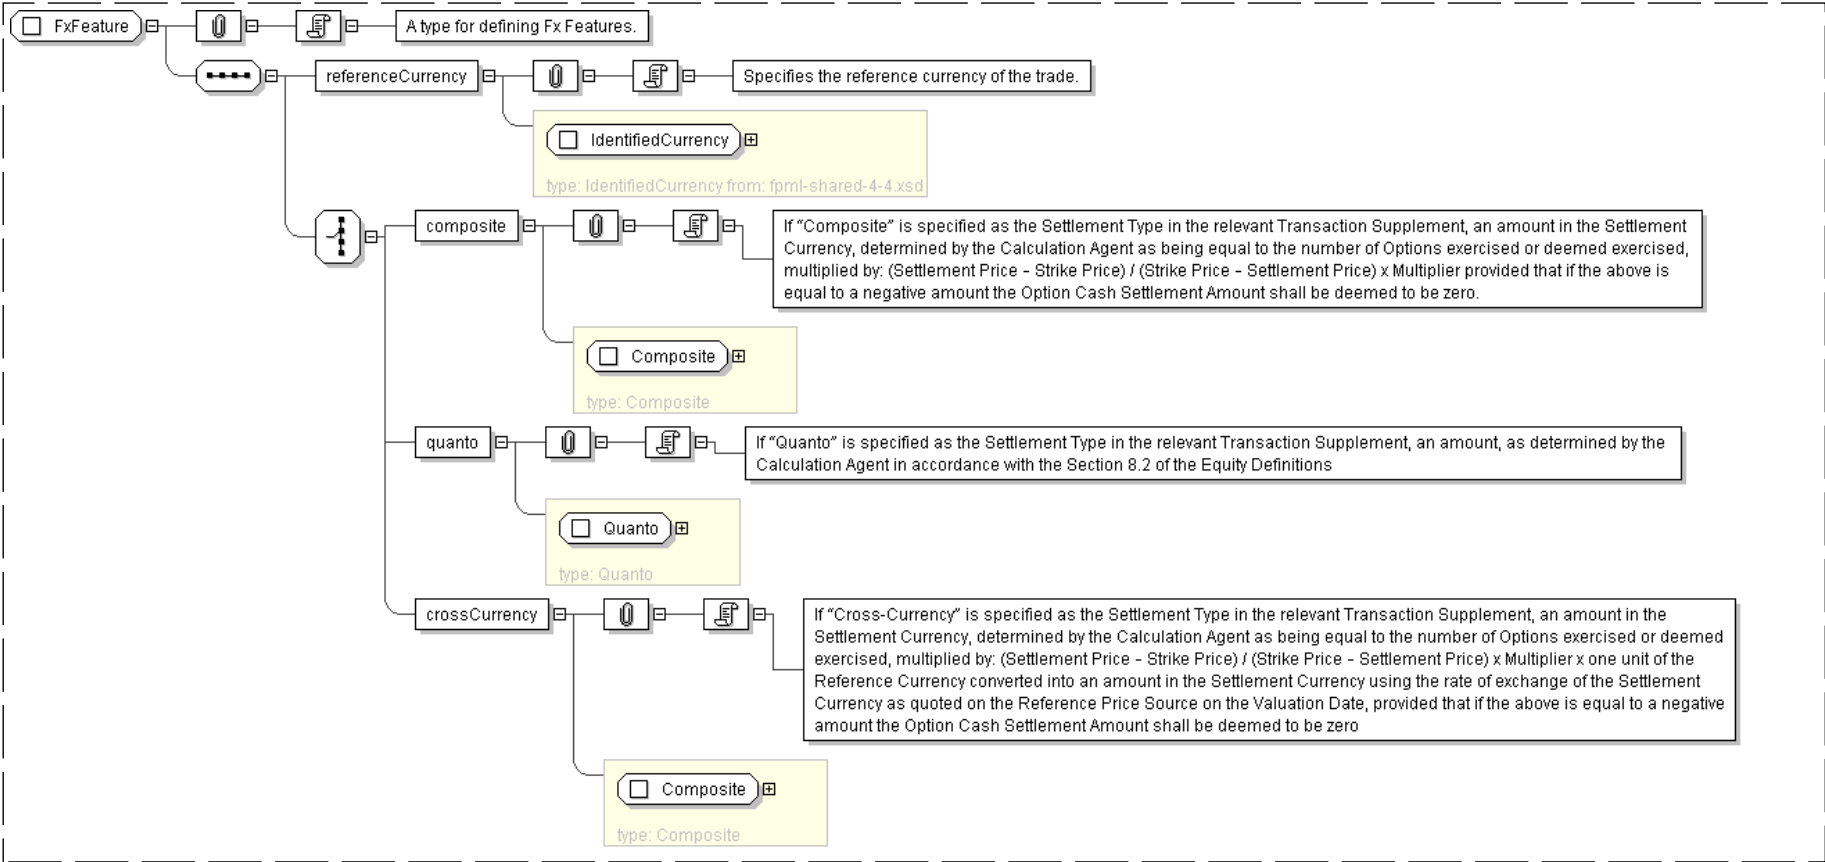 FxFeature
A type for defining Fx Features.
referenceCurrency
Specifies the reference currency of the trade.
IdentifiedCurrency
type: IdentifiedCurrency from: fpml-shared-4-4.xsd
composite
If “Composite” is specified as the Settlement Type in the relevant Transaction Supplement, an amount in the Settlement
Currency, determined by the Calculation Agent as being equal to the number of Options exercised or deemed exercised,
multiplied by: (Settlement Price – Strike Price) / (Strike Price – Settlement Price) x Multiplier provided that if the above is
equal to a negative amount the Option Cash Settlement Amount shall be deemed to be zero.
Composite
type: Composite
quanto
If “Quanto” is specified as the Settlement Type in the relevant Transaction Supplement, an amount, as determined by the
Calculation Agent in accordance with the Section 8.2 of the Equity Definitions
Quanto
type: Quanto
crossCurrency
If “Cross-Currency” is specified as the Settlement Type in the relevant Transaction Supplement, an amount in the
Settlement Currency, determined by the Calculation Agent as being equal to the number of Options exercised or deemed
exercised, multiplied by: (Settlement Price – Strike Price) / (Strike Price – Settlement Price) x Multiplier x one unit of the
Reference Currency converted into an amount in the Settlement Currency using the rate of exchange of the Settlement
Currency as quoted on the Reference Price Source on the Valuation Date, provided that if the above is equal to a negative
amount the Option Cash Settlement Amount shall be deemed to be zero
Composite
type: Composite